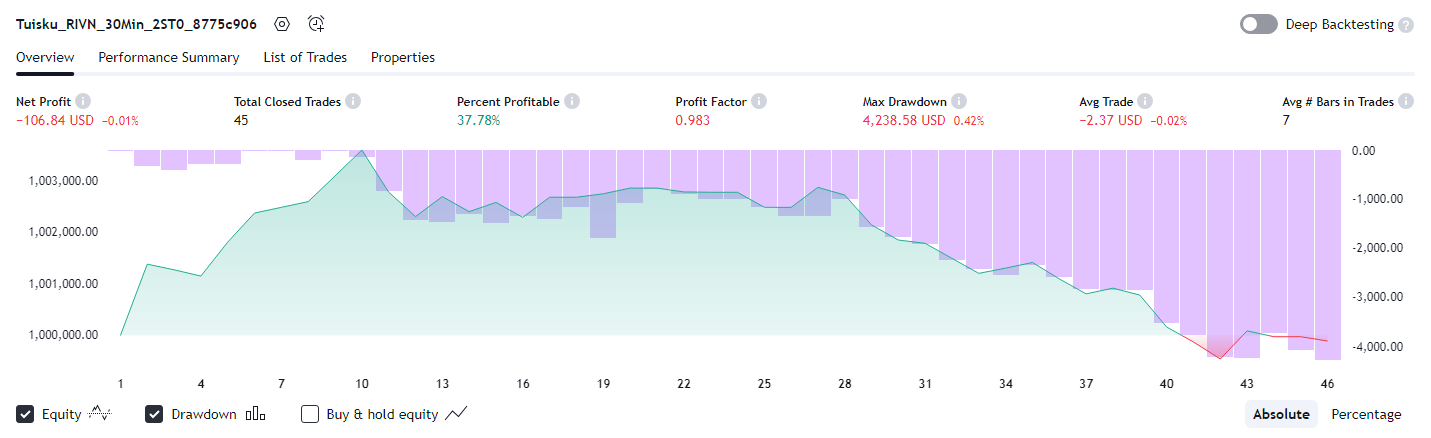 Tuisku_RIVN_30Min_2ST0_8775c906 Deep Backtesting ?
Overview Performance Summary List of Trades Properties
Net Profit i Total Closed Trades i Percent Profitable i Profit Factor i Max Drawdown i Avg Trade i Avg # Bars in Trades i
−106.84 USD −0.01% 45 37.78% 0.983 4,238.58 USD 0.42% −2.37 USD −0.02% 7
0.00
1,003,000.00
-1,000.00
1,002,000.00
-2,000.00
1,001,000.00
-3,000.00
1,000,000.00
-4,000.00
1 4 7 10 13 16 19 22 25 28 31 34 37 40 43 46
Equity Drawdown Buy & hold equity Absolute Percentage